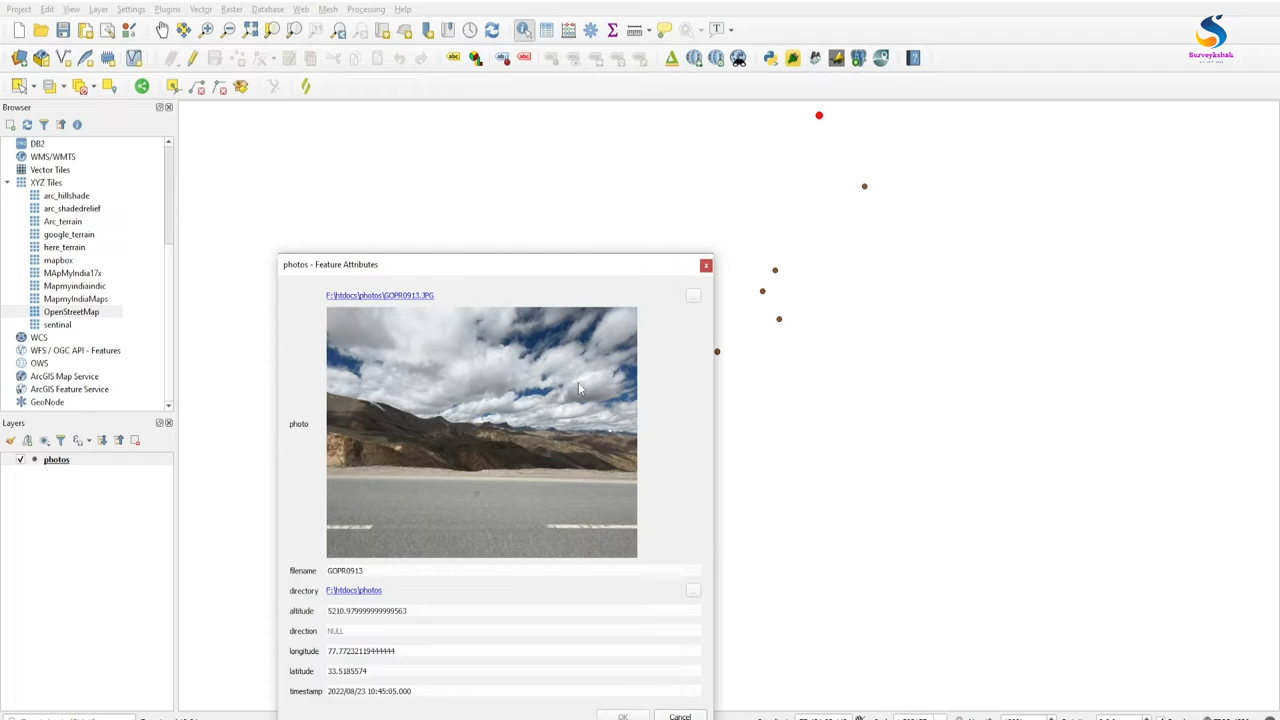 Project Edit View Layer Settings Plugins Vector Raster Database Web Mesh Processing Help
Surveykshak
Browser
DB2
WMS/WMTS
Vector Tiles
XYZ Tiles
arc_hillshade
arc_shadedrelief
Arc_terrain
google_terrain
here_terrain
mapbox
MApMyIndia17x
Mapmyindiaindic
MapmyIndiaMaps
OpenStreetMap
sentinal
WCS
WFS / OGC API - Features
OWS
ArcGIS Map Service
ArcGIS Feature Service
GeoNode
Layers
photos
photos - Feature Attributes
F:\htdocs\photos\GOPR0913.JPG
photo
filename GOPR0913
directory F:\htdocs\photos
altitude 5210.979999999999563
direction NULL
longitude 77.77232119444444
latitude 33.5185574
timestamp 2022/08/23 10:45:05.000
OK Cancel